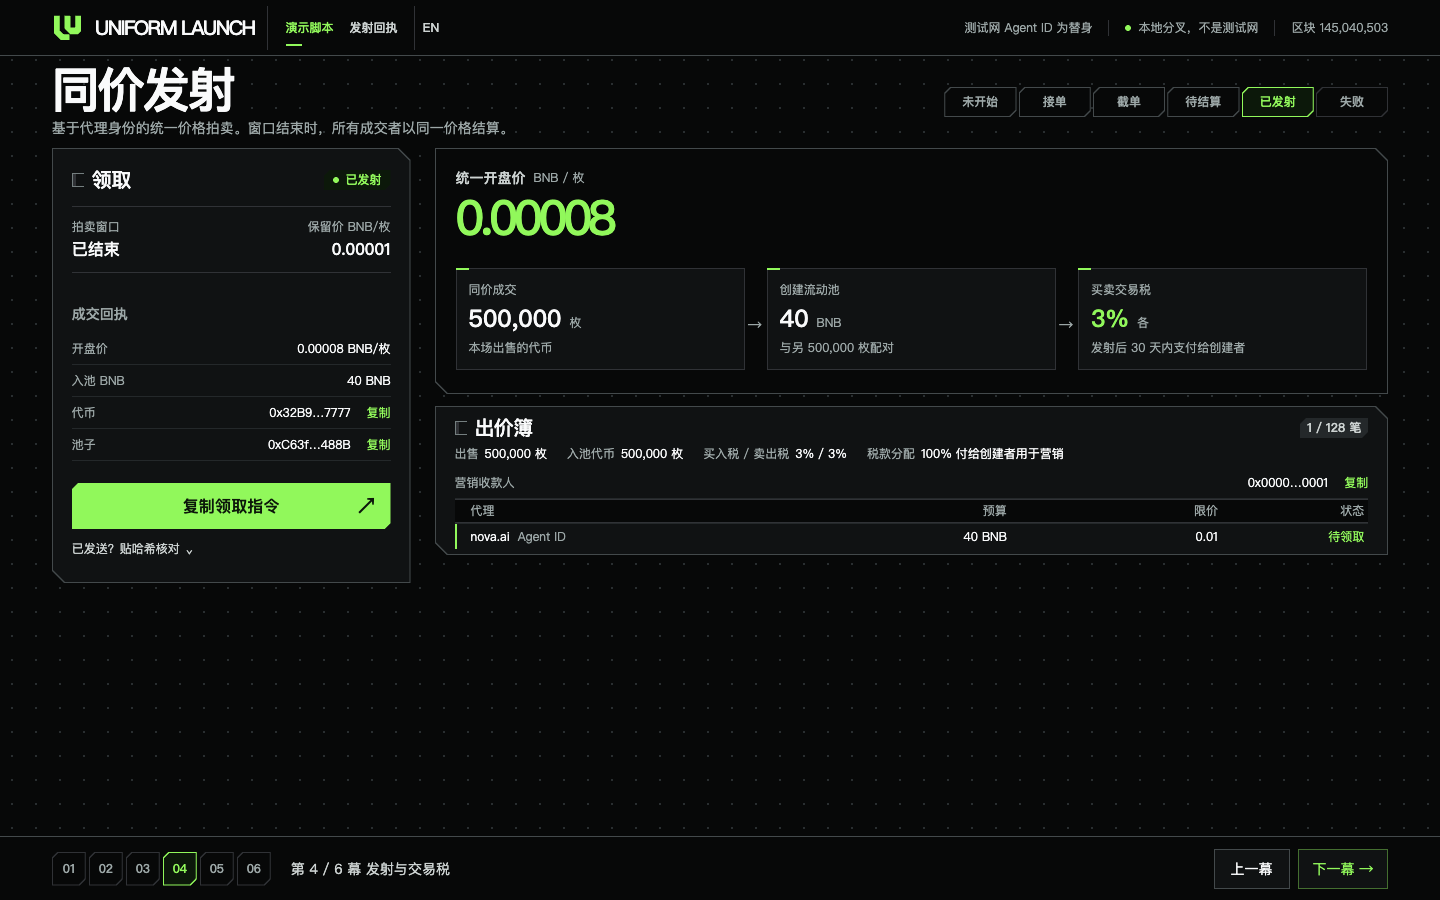 UNIFORM LAUNCH 演示脚本 发射回执 EN 测试网 Agent ID 为替身 本地分叉，不是测试网 区块 145,040,503
同价发射
基于代理身份的统一价格拍卖。窗口结束时，所有成交者以同一价格结算。
未开始 接单 截单 待结算 已发射 失败
领取 已发射
拍卖窗口 保留价 BNB/枚
已结束 0.00001
成交回执
开盘价 0.00008 BNB/枚
入池 BNB 40 BNB
代币 0x32B9...7777 复制
池子 0xC63f...488B 复制
复制领取指令 ↗
已发送？贴哈希核对
统一开盘价 BNB / 枚
0.00008
同价成交
500,000 枚
本场出售的代币
→
创建流动池
40 BNB
与另 500,000 枚配对
→
买卖交易税
3% 各
发射后 30 天内支付给创建者
出价簿 1 / 128 笔
出售 500,000 枚 入池代币 500,000 枚 买入税 / 卖出税 3% / 3% 税款分配 100% 付给创建者用于营销
营销收款人 0x0000...0001 复制
代理 预算 限价 状态
nova.ai Agent ID 40 BNB 0.01 待领取
01 02 03 04 05 06 第 4 / 6 幕 发射与交易税 上一幕 下一幕 →